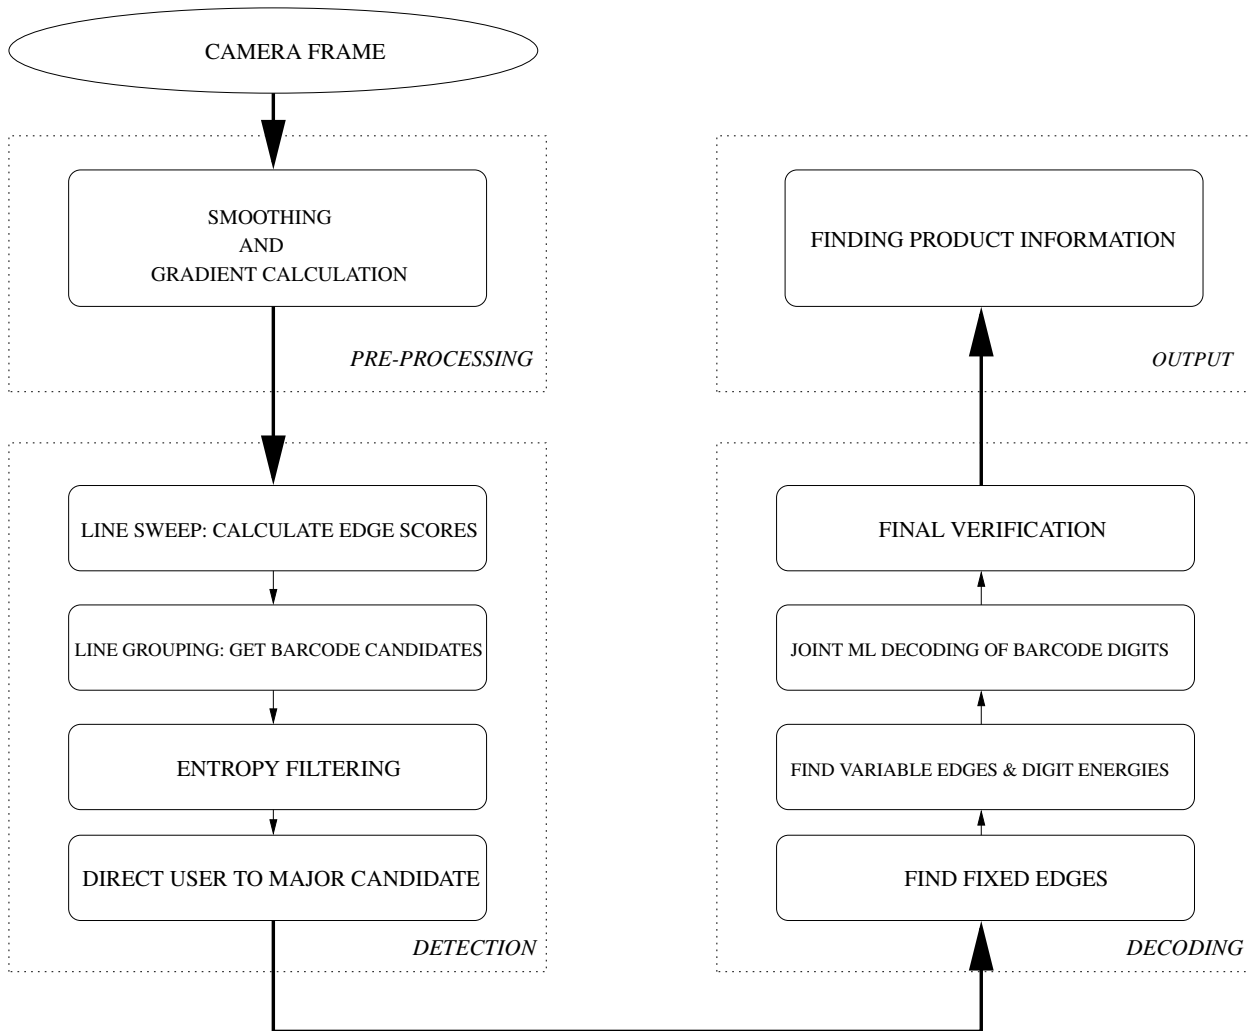 CAMERA FRAME
SMOOTHING
AND
GRADIENT CALCULATION
PRE-PROCESSING
LINE SWEEP: CALCULATE EDGE SCORES
LINE GROUPING: GET BARCODE CANDIDATES
ENTROPY FILTERING
DIRECT USER TO MAJOR CANDIDATE
DETECTION
FINDING PRODUCT INFORMATION
OUTPUT
FINAL VERIFICATION
JOINT ML DECODING OF BARCODE DIGITS
FIND VARIABLE EDGES & DIGIT ENERGIES
FIND FIXED EDGES
DECODING